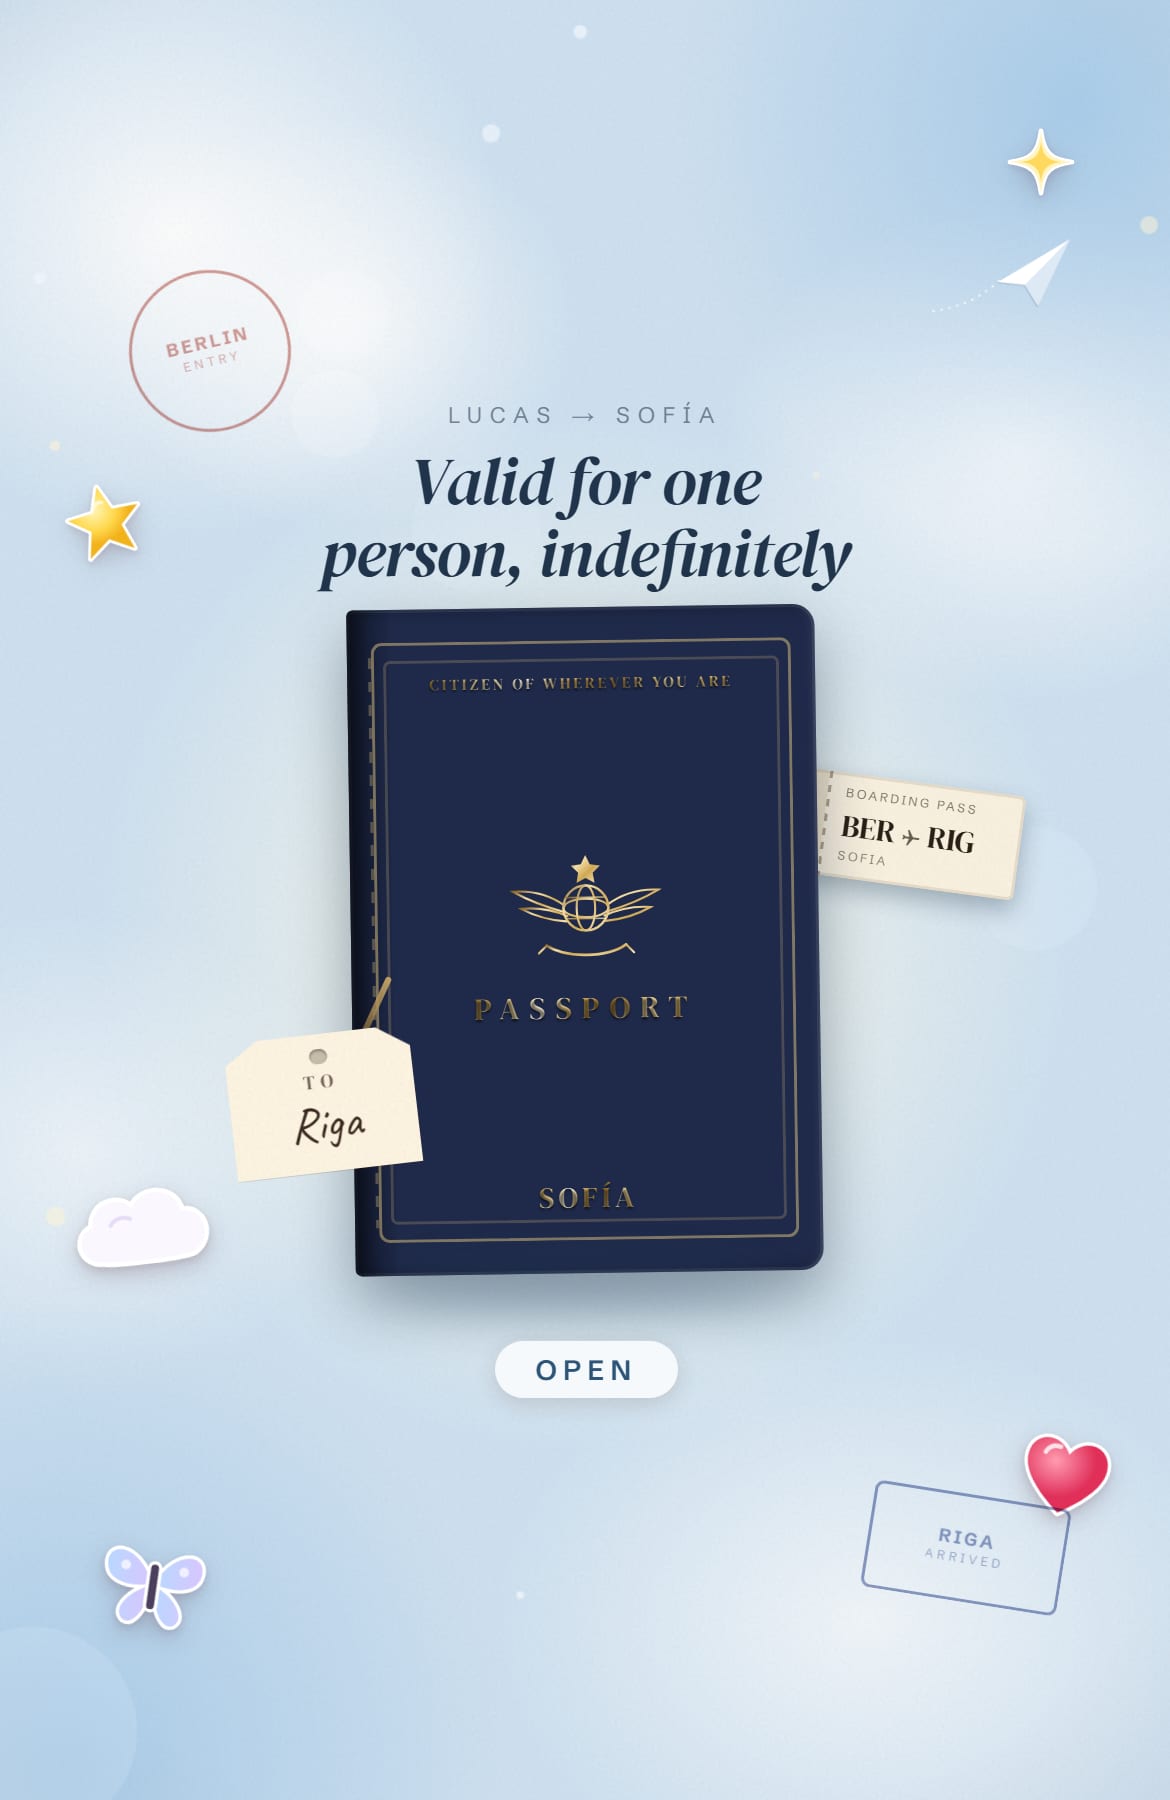 BERLIN
ENTRY
LUCAS → SOFÍA
Valid for one
person, indefinitely
CITIZEN OF WHEREVER YOU ARE
BOARDING PASS
BER ✈ RIG
SOFIA
PASSPORT
TO
Riga
SOFÍA
OPEN
RIGA
ARRIVED